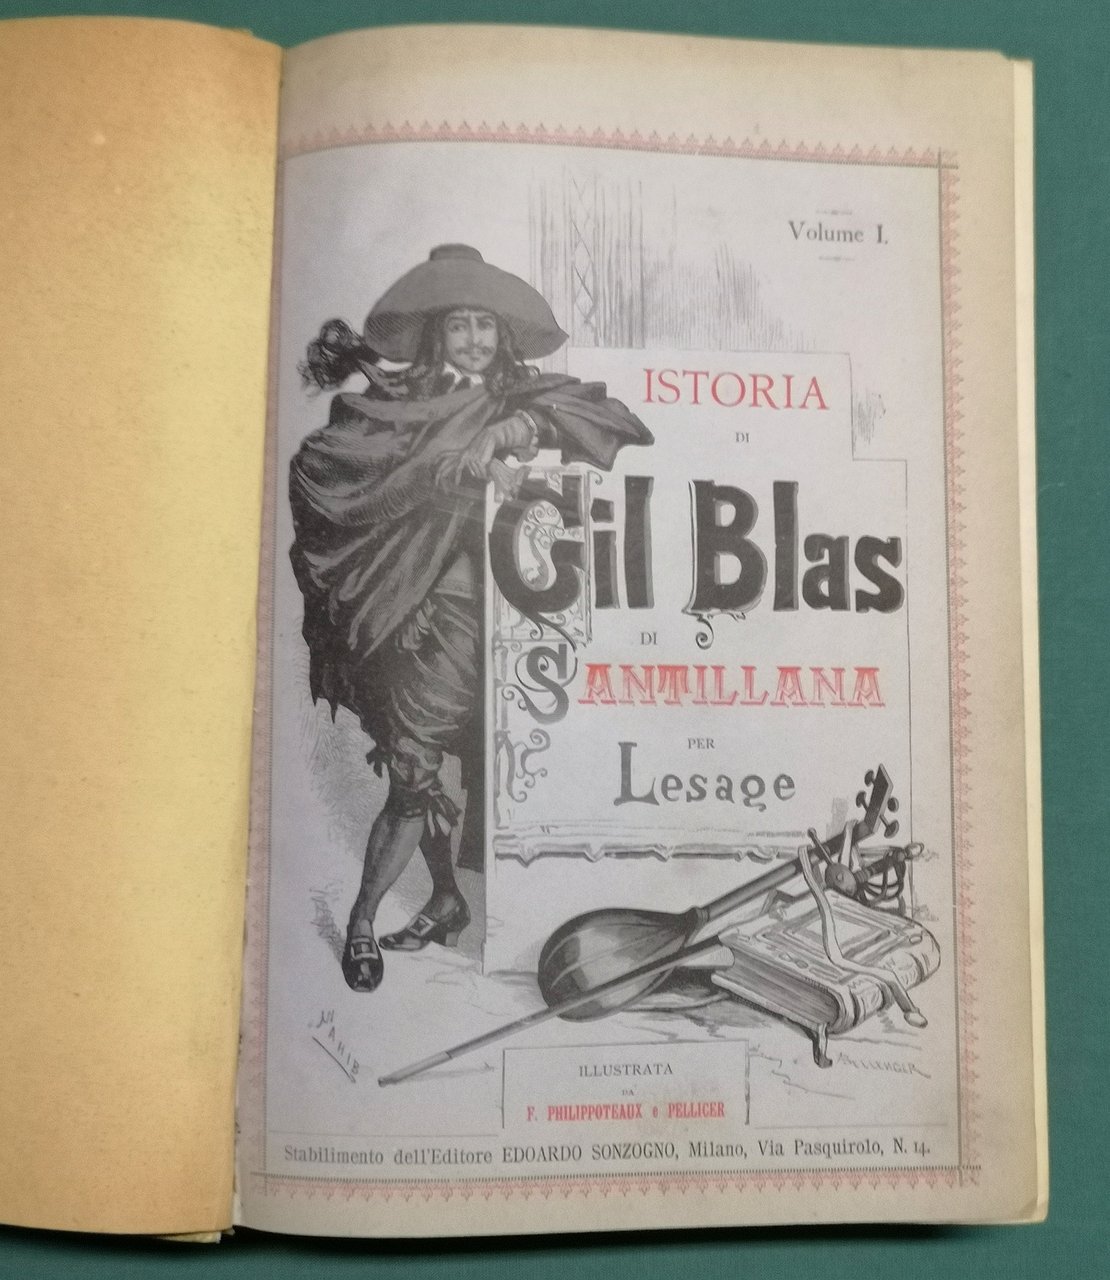 Volume I.
ISTORIA
DI
Gil Blas
DI
SANTILLANA
PER
Lesage
ILLUSTRATA
DA
F. PHILIPPOTEAUX e PELLICER
Stabilimento dell'Editore EDOARDO SONZOGNO, Milano, Via Pasquirolo, N. 14.